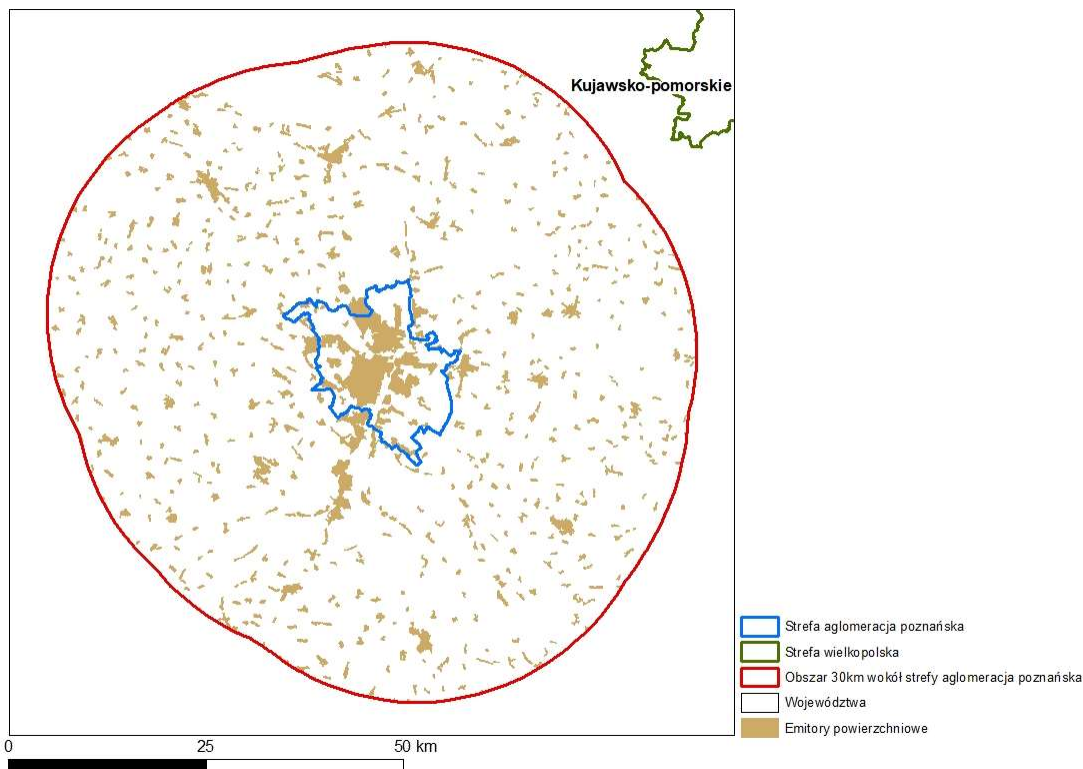 Kujawsko-pomorskie
Strefa aglomeracja poznańska
Strefa wielkopolska
Obszar 30km wokół strefy aglomeracja poznańska
Województwa
Emitory powierzchniowe
0 25 50 km